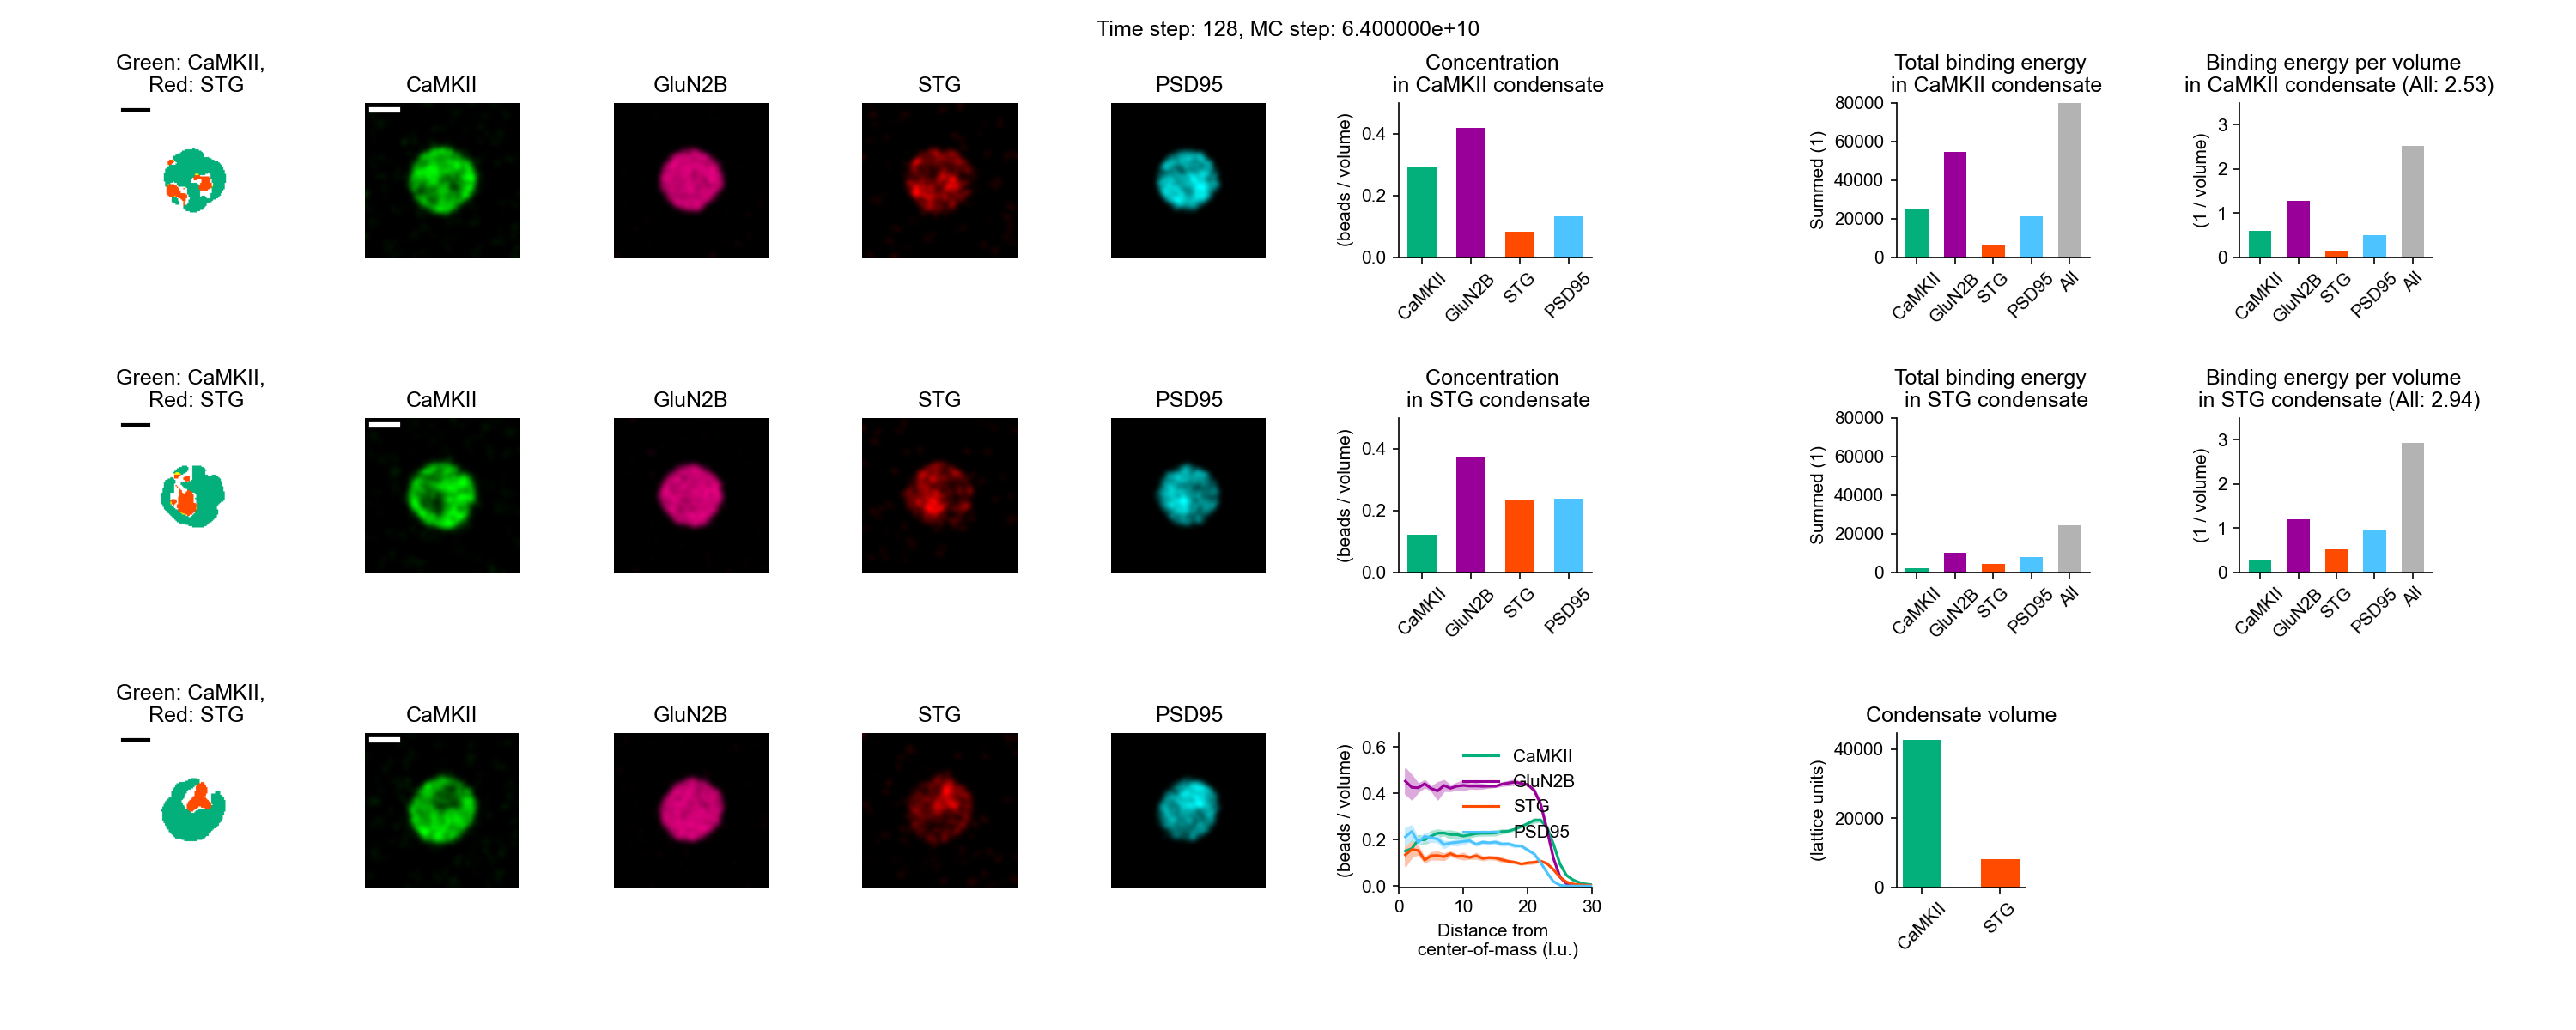 Time step: 128, MC step: 6.400000e+10
Green: CaMKII,
Red: STG
CaMKII
GluN2B
STG
PSD95
Concentration
in CaMKII condensate
(beads / volume)
0.4
0.2
0.0
CaMKII
GluN2B
STG
PSD95
Total binding energy
in CaMKII condensate
Summed (1)
80000
60000
40000
20000
0
CaMKII
GluN2B
STG
PSD95
All
Binding energy per volume
in CaMKII condensate (All: 2.53)
(1 / volume)
3
2
1
0
CaMKII
GluN2B
STG
PSD95
All
Green: CaMKII,
Red: STG
CaMKII
GluN2B
STG
PSD95
Concentration
in STG condensate
(beads / volume)
0.4
0.2
0.0
CaMKII
GluN2B
STG
PSD95
Total binding energy
in STG condensate
Summed (1)
80000
60000
40000
20000
0
CaMKII
GluN2B
STG
PSD95
All
Binding energy per volume
in STG condensate (All: 2.94)
(1 / volume)
3
2
1
0
CaMKII
GluN2B
STG
PSD95
All
Green: CaMKII,
Red: STG
CaMKII
GluN2B
STG
PSD95
(beads / volume)
0.6
0.4
0.2
0.0
CaMKII
GluN2B
STG
PSD95
0 10 20 30
Distance from
center-of-mass (l.u.)
Condensate volume
(lattice units)
40000
20000
0
CaMKII
STG